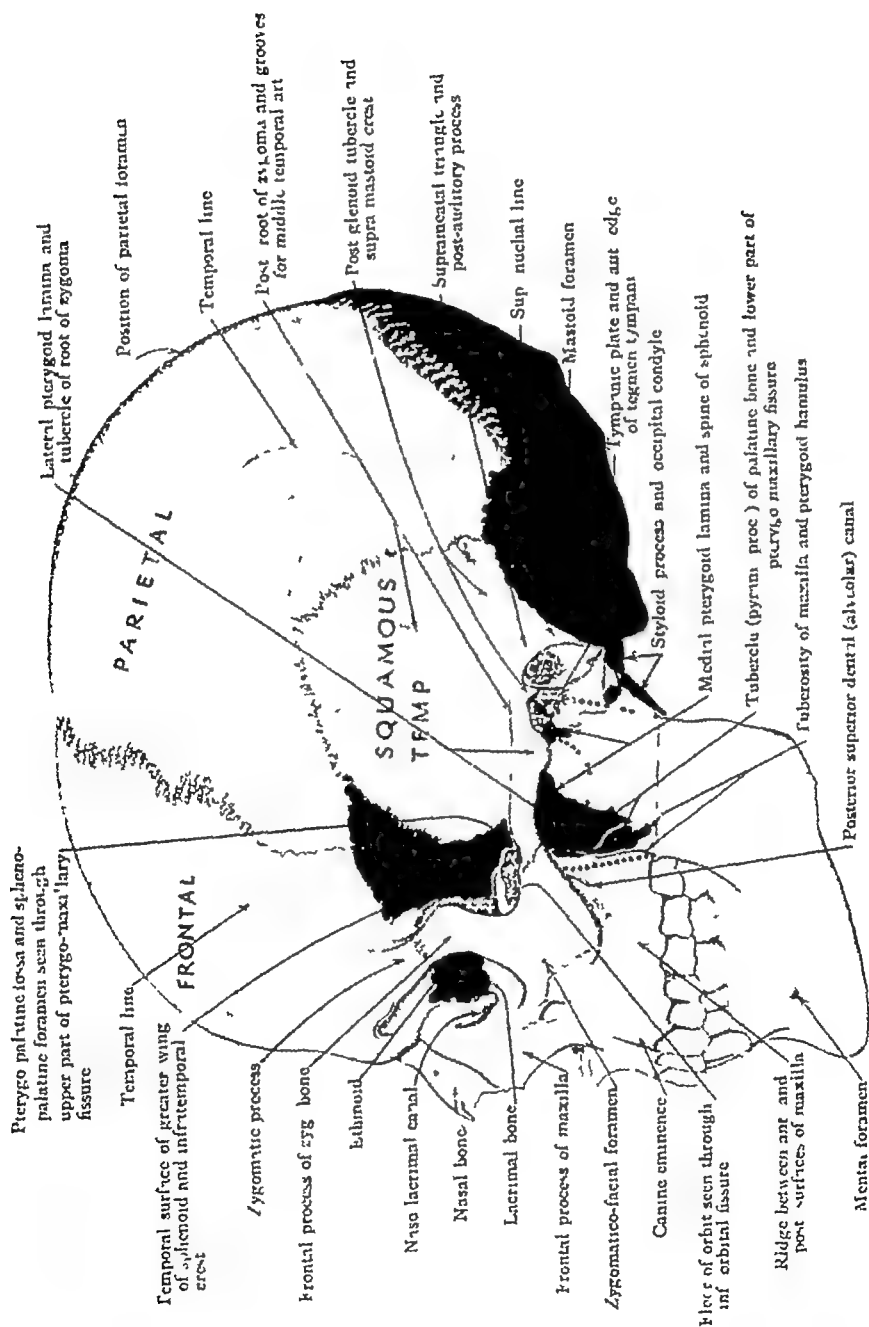 Pterygo palatine fossa and spheno-
palatine foramen seen through
upper part of pterygo-maxillary
fissure
Temporal line
Temporal surface of greater wing
of sphenoid and infratemporal
crest
Zygomatic process
Frontal process of zyg bone
Ethmoid
Naso lacrimal canal
Nasal bone
Lacrimal bone
Frontal process of maxilla
Zygomatico-facial foramen
Canine eminence
Floor of orbit seen through
inf orbital fissure
Ridge between ant and
post surfaces of maxilla
Mental foramen
FRONTAL
PARIETAL
SQUAMOUS
TEMP
Lateral pterygoid lamina and
tubercle of root of zygoma
Position of parietal foramen
Temporal line
Post root of zygoma and grooves
for middle temporal art
Post glenoid tubercle and
supra mastoid crest
Suprameatal triangle and
post-auditory process
Sup nuchal line
Mastoid foramen
Tympanic plate and ant edge
of tegmen tympani
Styloid process and occipital condyle
Medial pterygoid lamina and spine of sphenoid
Tubercle (pyram proc) of palatine bone and lower part of
pterygo maxillary fissure
Tuberosity of maxilla and pterygoid hamulus
Posterior superior dental (alveolar) canal